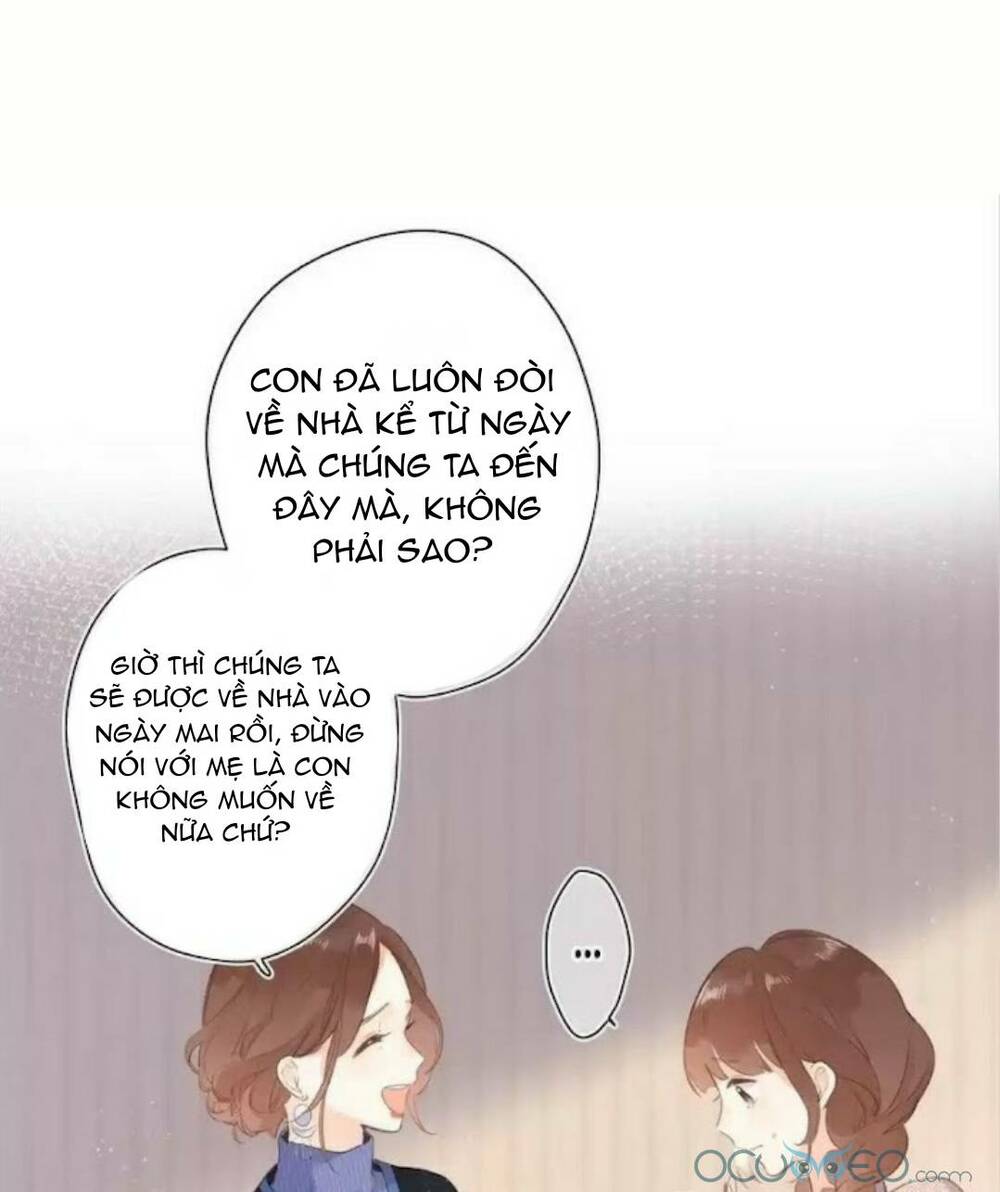 CON ĐÃ LUÔN ĐÒI
VỀ NHÀ KỂ TỪ NGÀY
MÀ CHÚNG TA ĐẾN
ĐÂY MÀ, KHÔNG
PHẢI SAO?
GIỜ THÌ CHÚNG TA
SẼ ĐƯỢC VỀ NHÀ VÀO
NGÀY MAI RỒI, ĐỪNG
NÓI VỚI MẸ LÀ CON
KHÔNG MUỐN VỀ
NỮA CHỨ?
...
OCUMEO.com